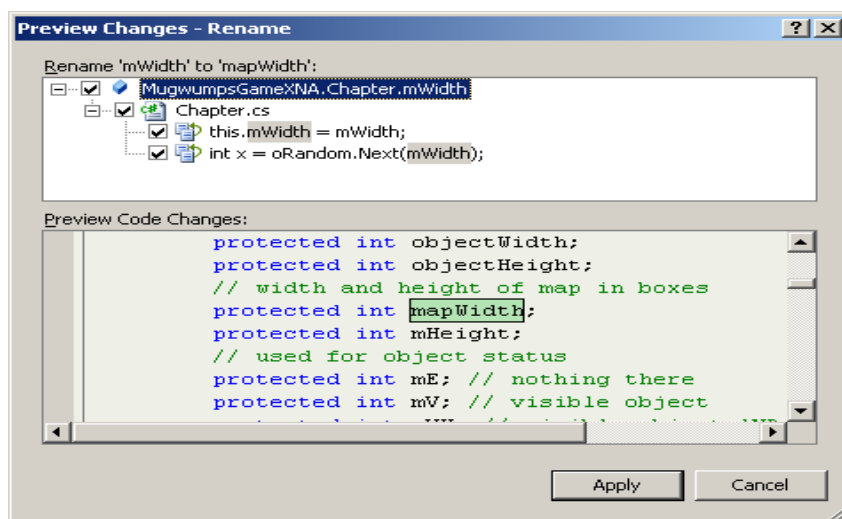 Preview Changes - Rename
Rename 'mWidth' to 'mapWidth':
MugwumpsGameXNA.Chapter.mWidth
Chapter.cs
this.mWidth = mWidth;
int x = oRandom.Next(mWidth);
Preview Code Changes:
protected int objectWidth;
protected int objectHeight;
// width and height of map in boxes
protected int mapWidth;
protected int mHeight;
// used for object status
protected int mE; // nothing there
protected int mV; // visible object
Apply Cancel